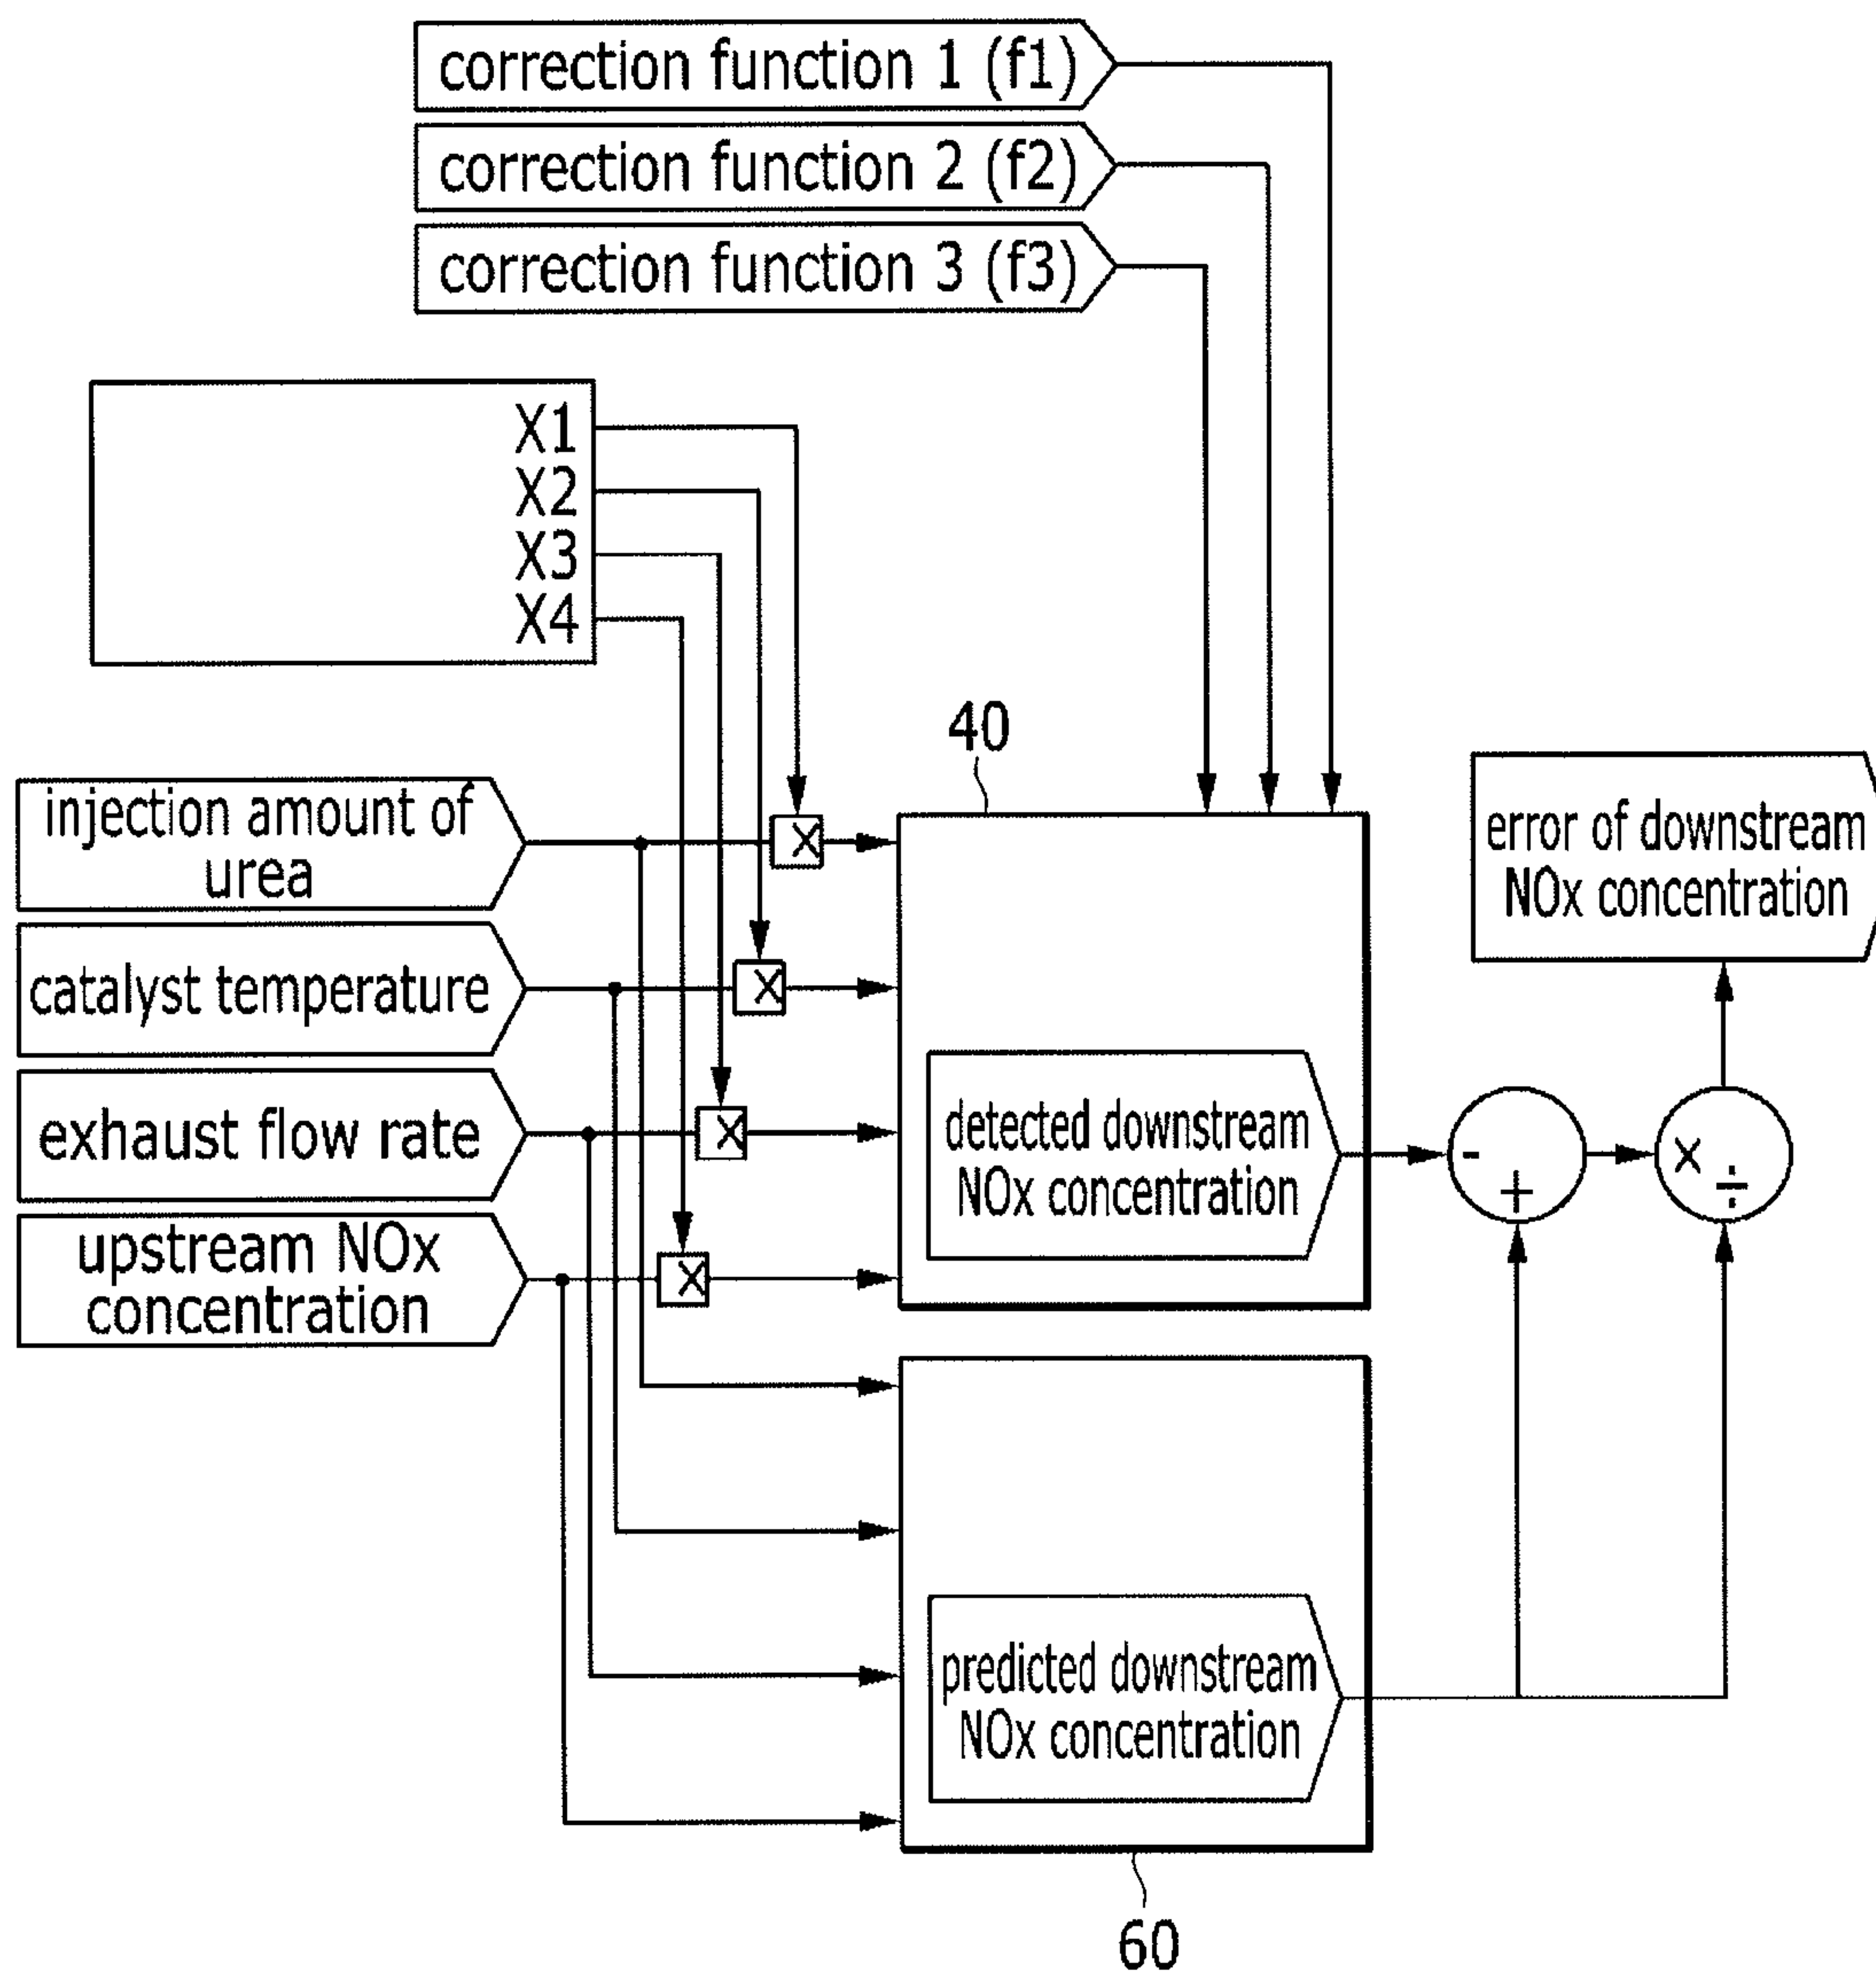 correction function 1 (f1)
correction function 2 (f2)
correction function 3 (f3)
X1
X2
X3
X4
40
injection amount of
urea
X
error of downstream
NOx concentration
catalyst temperature
X
exhaust flow rate
X
detected downstream
NOx concentration
-
+
×
÷
upstream NOx
concentration
X
predicted downstream
NOx concentration
60